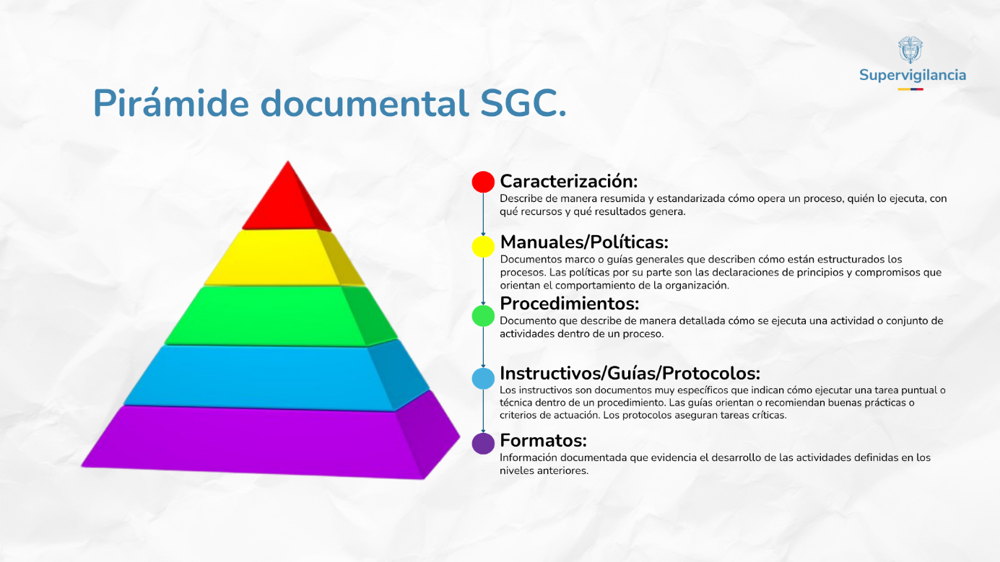 Supervigilancia
Pirámide documental SGC.
Caracterización:
Describe de manera resumida y estandarizada cómo opera un proceso, quién lo ejecuta, con
qué recursos y qué resultados genera.
Manuales/Políticas:
Documentos marco o guías generales que describen cómo están estructurados los
procesos. Las políticas por su parte son las declaraciones de principios y compromisos que
orientan el comportamiento de la organización.
Procedimientos:
Documento que describe de manera detallada cómo se ejecuta una actividad o conjunto de
actividades dentro de un proceso.
Instructivos/Guías/Protocolos:
Los instructivos son documentos muy específicos que indican cómo ejecutar una tarea puntual o
técnica dentro de un procedimiento. Las guías orientan o recomiendan buenas prácticas o
criterios de actuación. Los protocolos aseguran tareas críticas.
Formatos:
Información documentada que evidencia el desarrollo de las actividades definidas en los
niveles anteriores.